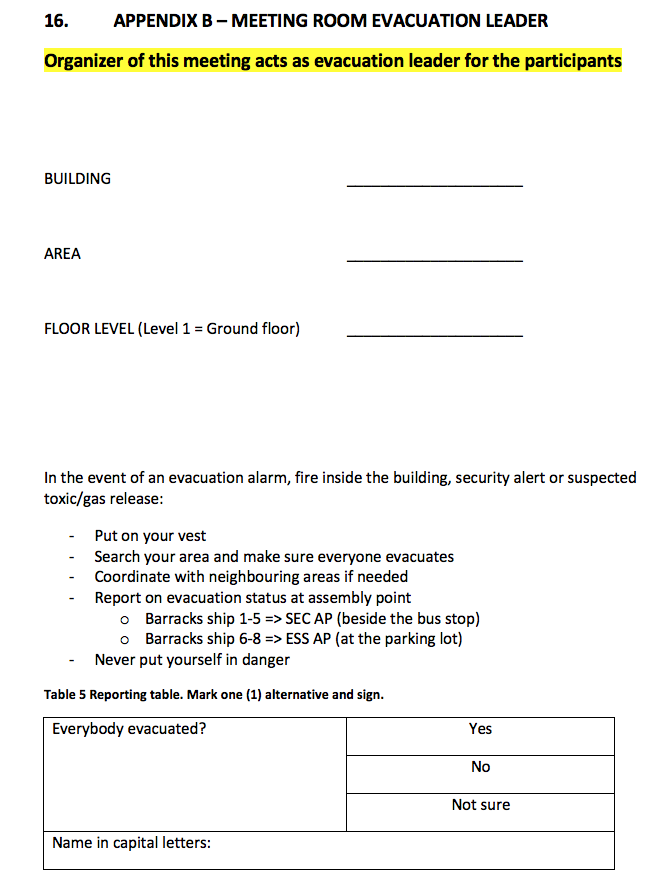 16. APPENDIX B – MEETING ROOM EVACUATION LEADER
Organizer of this meeting acts as evacuation leader for the participants
BUILDING ____________________
AREA ____________________
FLOOR LEVEL (Level 1 = Ground floor) ____________________
In the event of an evacuation alarm, fire inside the building, security alert or suspected
toxic/gas release:
- Put on your vest
- Search your area and make sure everyone evacuates
- Coordinate with neighbouring areas if needed
- Report on evacuation status at assembly point
o Barracks ship 1-5 => SEC AP (beside the bus stop)
o Barracks ship 6-8 => ESS AP (at the parking lot)
- Never put yourself in danger
Table 5 Reporting table. Mark one (1) alternative and sign.
Everybody evacuated? Yes
No
Not sure
Name in capital letters: